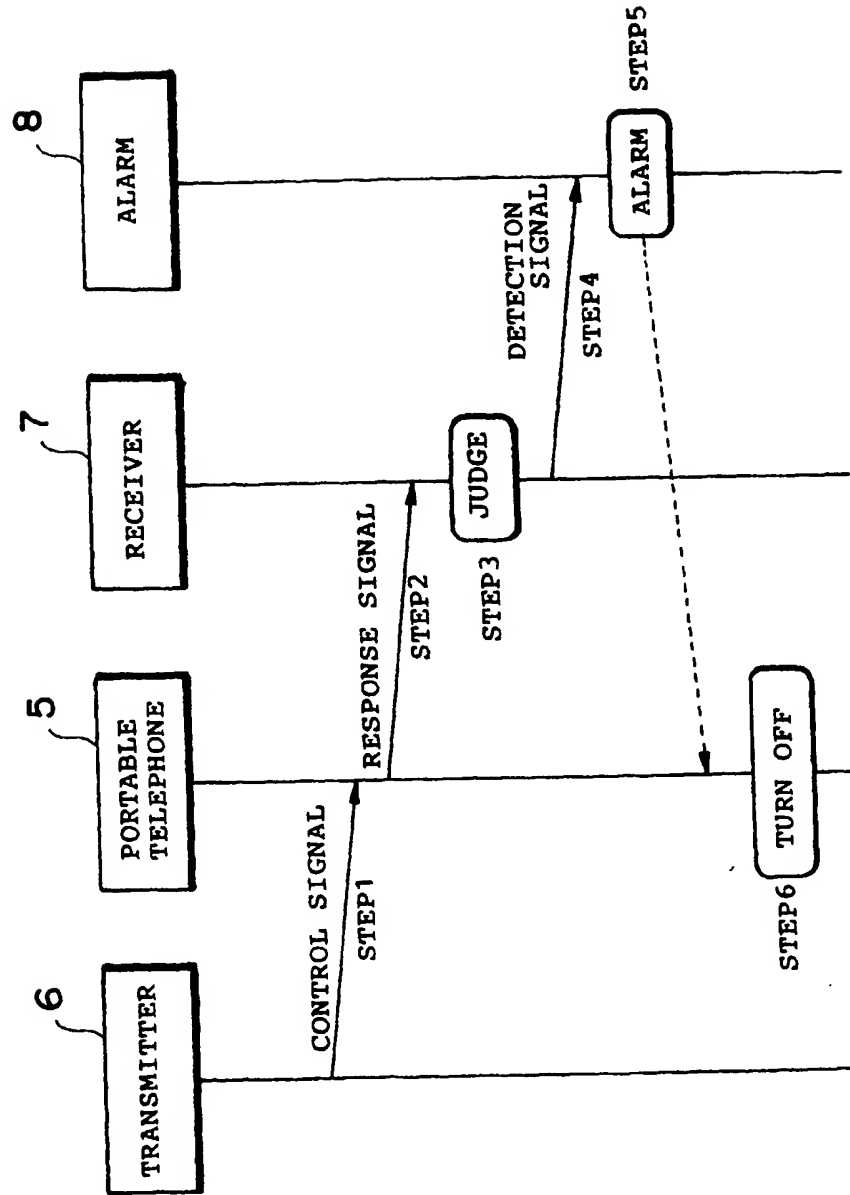 6
TRANSMITTER
5
PORTABLE
TELEPHONE
7
RECEIVER
8
ALARM
CONTROL SIGNAL
STEP1
RESPONSE SIGNAL
STEP2
STEP3
JUDGE
DETECTION
SIGNAL
STEP4
ALARM
STEP5
STEP6
TURN OFF